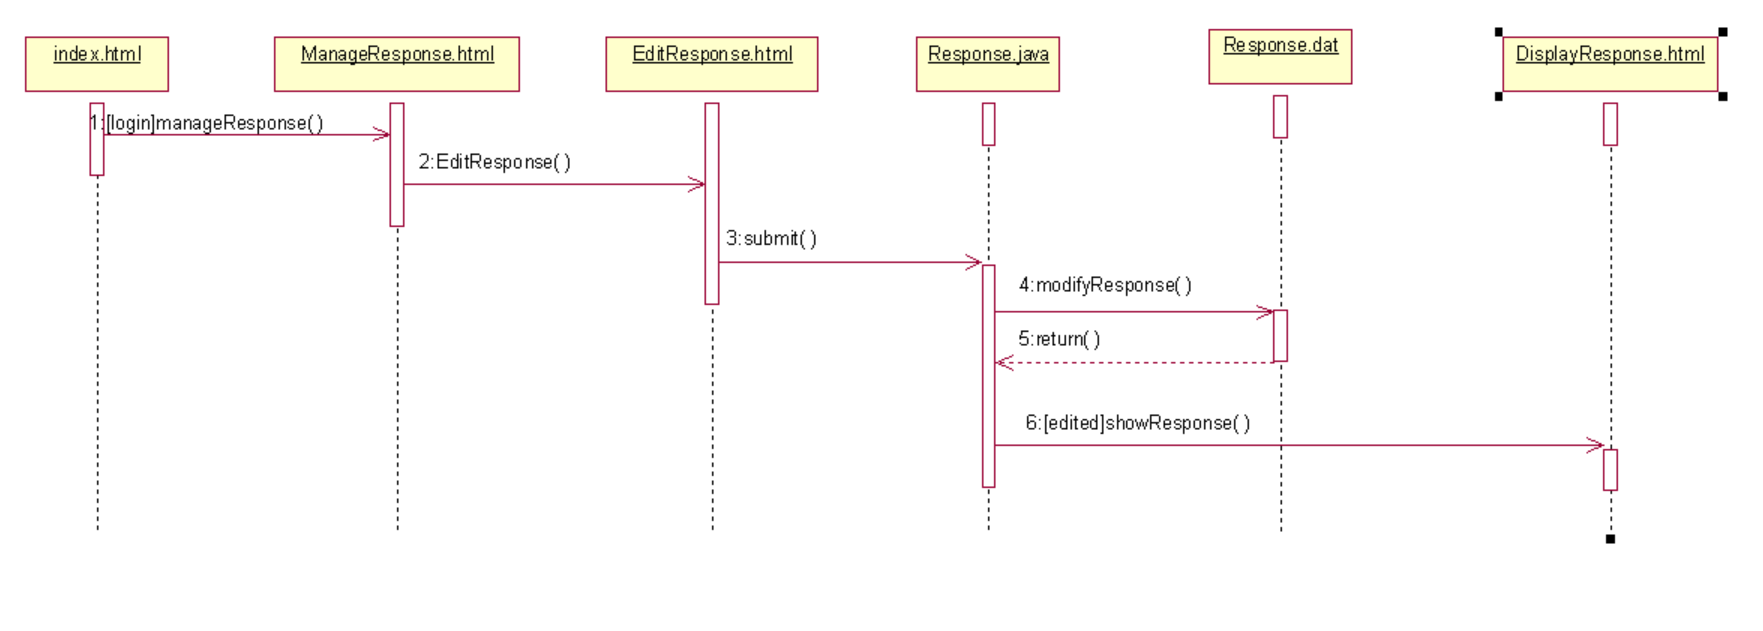 index.html
ManageResponse.html
EditResponse.html
Response.java
Response.dat
DisplayResponse.html
1:[login]manageResponse( )
2:EditResponse( )
3:submit( )
4:modifyResponse( )
5:return( )
6:[edited]showResponse( )